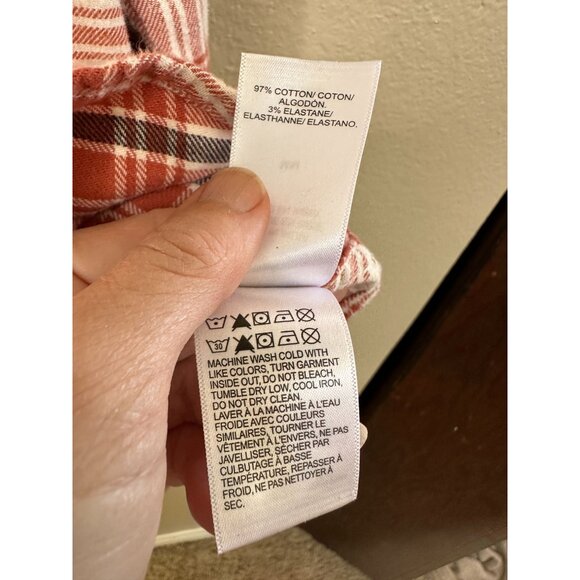 97% COTTON/ COTON/
ALGODÓN.
3% ELASTANE/
ELASTHANNE/ ELASTANO.
30
MACHINE WASH COLD WITH
LIKE COLORS, TURN GARMENT
INSIDE OUT, DO NOT BLEACH,
TUMBLE DRY LOW, COOL IRON,
DO NOT DRY CLEAN.
LAVER À LA MACHINE À L'EAU
FROIDE AVEC COULEURS
SIMILAIRES, TOURNER LE
VÊTEMENT À L'ENVERS, NE PAS
JAVELLISER, SÉCHER PAR
CULBUTAGE À BASSE
TEMPÉRATURE, REPASSER À
FROID, NE PAS NETTOYER À
SEC.